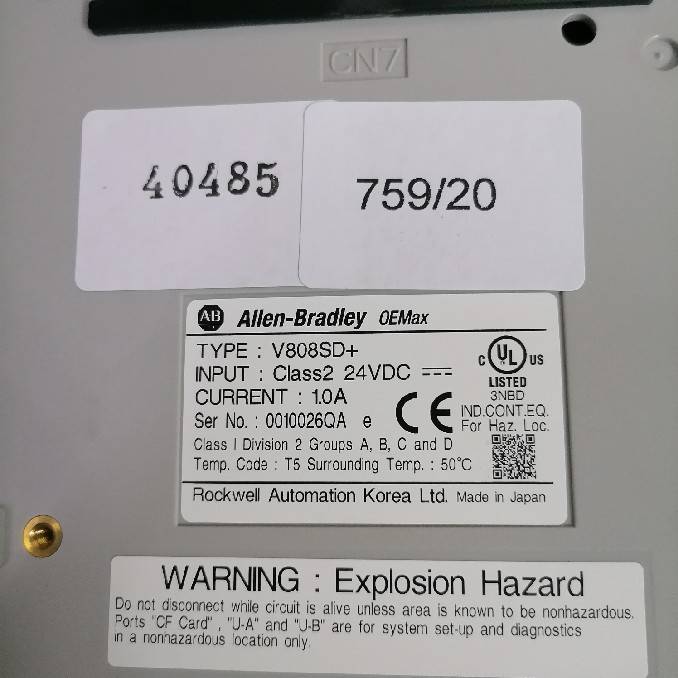 CN7
40485
759/20
AB Allen-Bradley OEMax
TYPE : V808SD+
INPUT : Class2 24VDC
CURRENT : 1.0A
Ser No. : 0010026QA e
CE
C UL US
LISTED
3NBD
IND.CONT.EQ.
For Haz. Loc.
Class I Division 2 Groups A, B, C and D
Temp. Code : T5 Surrounding Temp. : 50°C
Rockwell Automation Korea Ltd. Made in Japan
WARNING : Explosion Hazard
Do not disconnect while circuit is alive unless area is known to be nonhazardous.
Ports "CF Card", "U-A" and "U-B" are for system set-up and diagnostics
in a nonhazardous location only.